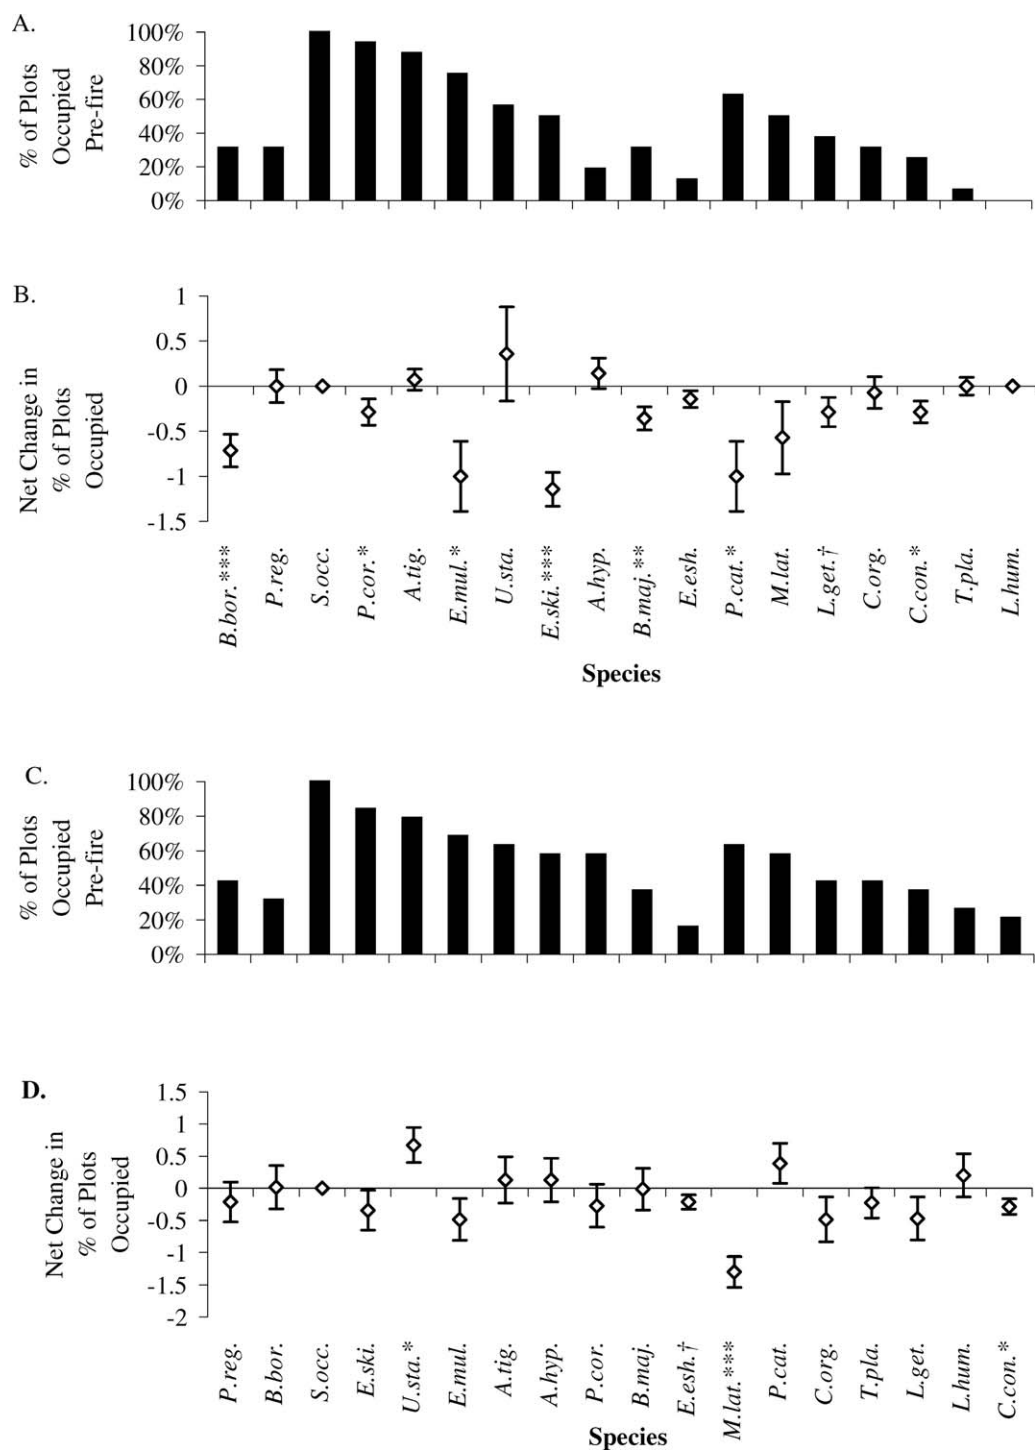 A.
% of Plots
Occupied
Pre-fire
100%
80%
60%
40%
20%
0%
B.
Net Change in
% of Plots
Occupied
1
0.5
0
-0.5
-1
-1.5
B.bor.***
P.reg.
S.occ.
P.cor.*
A.tig.
E.mul.*
U.sta.
E.ski.***
A.hyp.
B.maj.**
E.esh.
P.cat.*
M.lat.
L.get.†
C.org.
C.con.*
T.pla.
L.hum.
Species
C.
% of Plots
Occupied
Pre-fire
100%
80%
60%
40%
20%
0%
D.
Net Change in
% of Plots
Occupied
1.5
1
0.5
0
-0.5
-1
-1.5
-2
P.reg.
B.bor.
S.occ.
E.ski.
U.sta.*
E.mul.
A.tig.
A.hyp.
P.cor.
B.maj.
E.esh.†
M.lat.***
P.cat.
C.org.
T.pla.
L.get.
L.hum.
C.con.*
Species